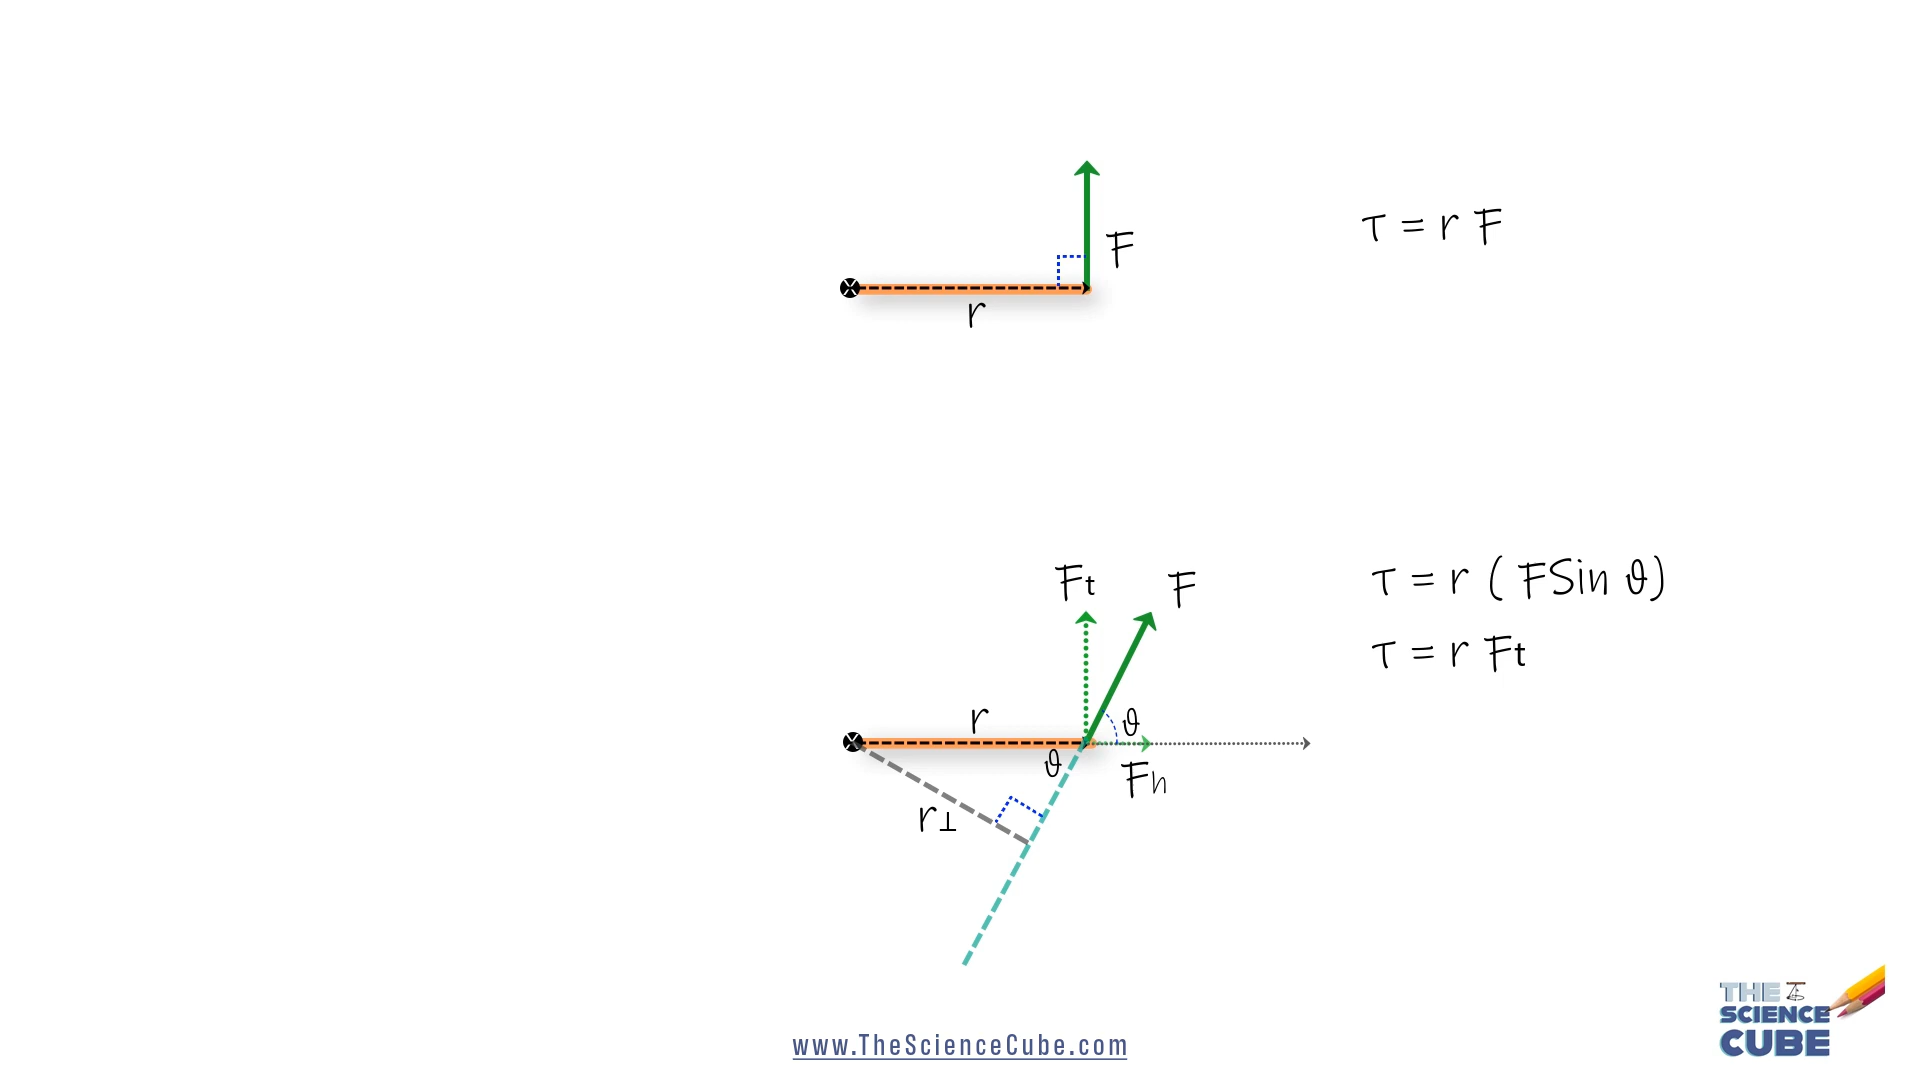 F
τ = r F
r
Ft
F
τ = r ( FSin θ)
τ = r Ft
r
θ
θ
Fh
r⊥
THE
SCIENCE
CUBE
www.TheScienceCube.com